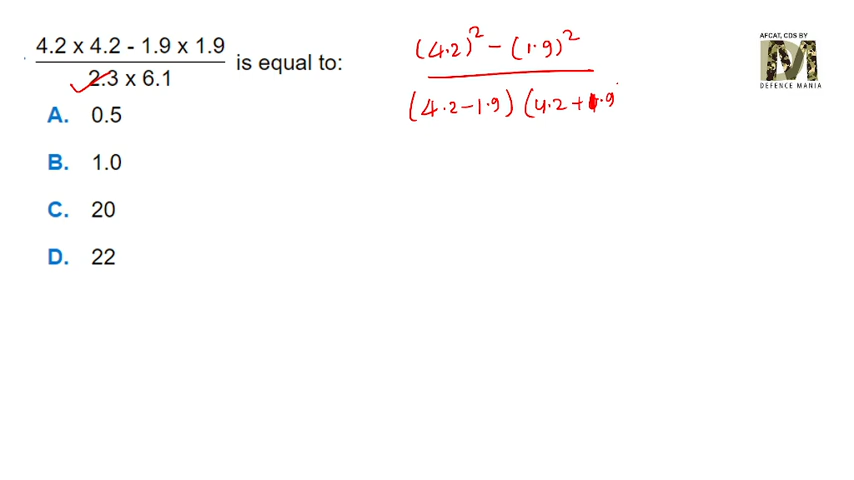 4.2 x 4.2 - 1.9 x 1.9
2.3 x 6.1
is equal to:
A. 0.5
B. 1.0
C. 20
D. 22
(4.2)² - (1.9)²
(4.2-1.9) (4.2+1.9
AFCAT, CDS BY
M
DEFENCE MANIA